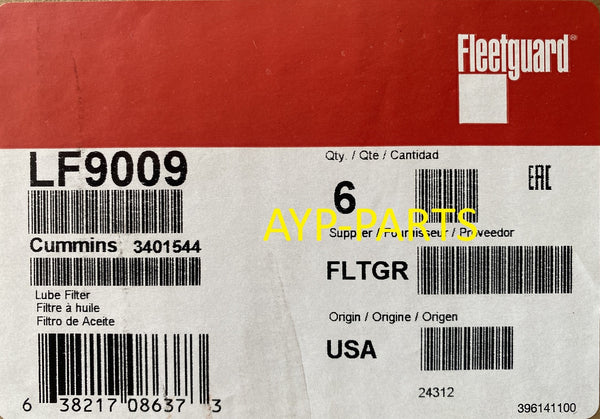 Fleetguard®
LF9009
Cummins 3401544
Lube Filter
Filtre à huile
Filtro de Aceite
6 38217 08637 3
Qty. / Qte / Cantidad
6
EAC
AYP-PARTS
Supplier / Fournisseur / Proveedor
FLTGR
Origin / Origine / Origen
USA
24312
396141100